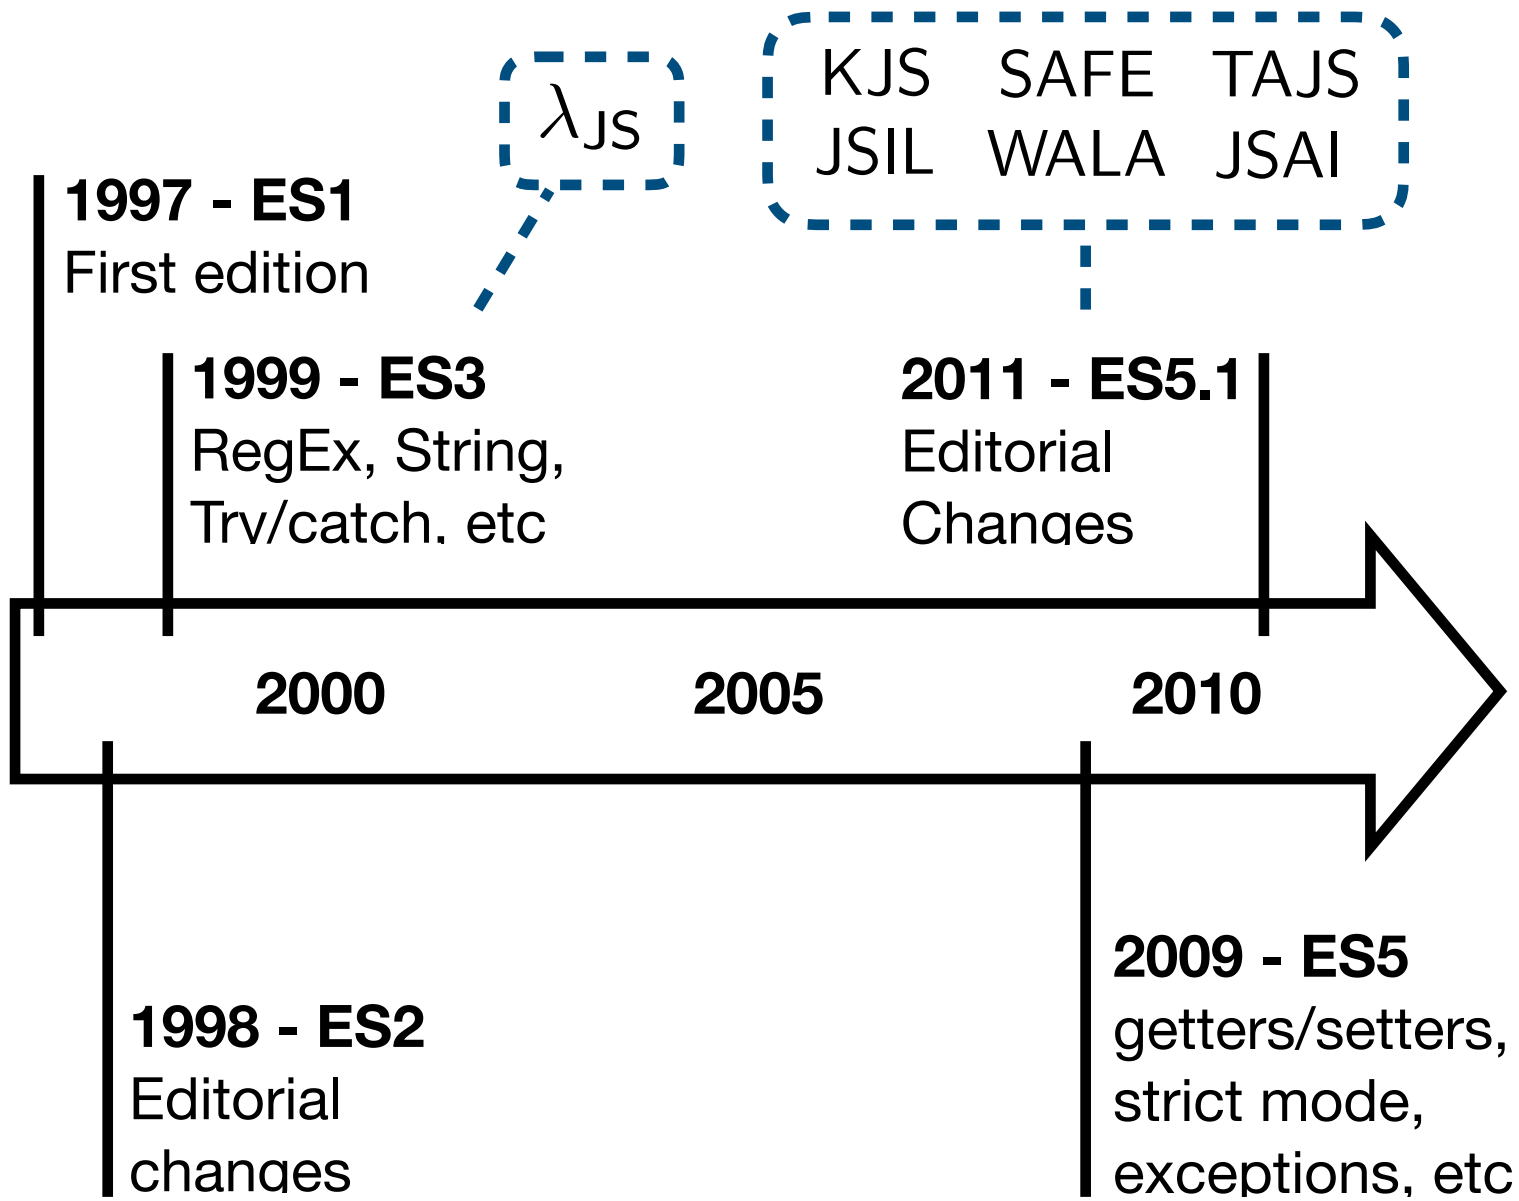 λJS
KJS SAFE TAJS
JSIL WALA JSAI
1997 - ES1
First edition
1999 - ES3
RegEx, String,
Try/catch, etc
2011 - ES5.1
Editorial
Changes
2000 2005 2010
1998 - ES2
Editorial
changes
2009 - ES5
getters/setters,
strict mode,
exceptions, etc